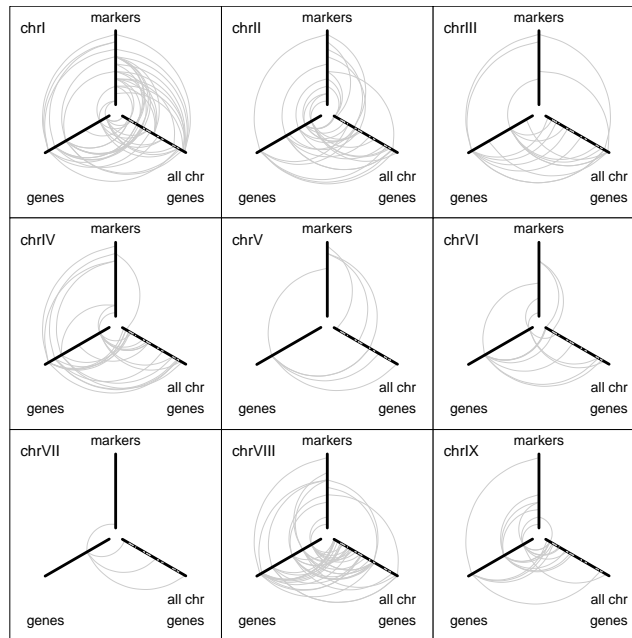 chrI
markers
genes
all chr
genes
chrII
markers
genes
all chr
genes
chrIII
markers
genes
all chr
genes
chrIV
markers
genes
all chr
genes
chrV
markers
genes
all chr
genes
chrVI
markers
genes
all chr
genes
chrVII
markers
genes
all chr
genes
chrVIII
markers
genes
all chr
genes
chrIX
markers
genes
all chr
genes